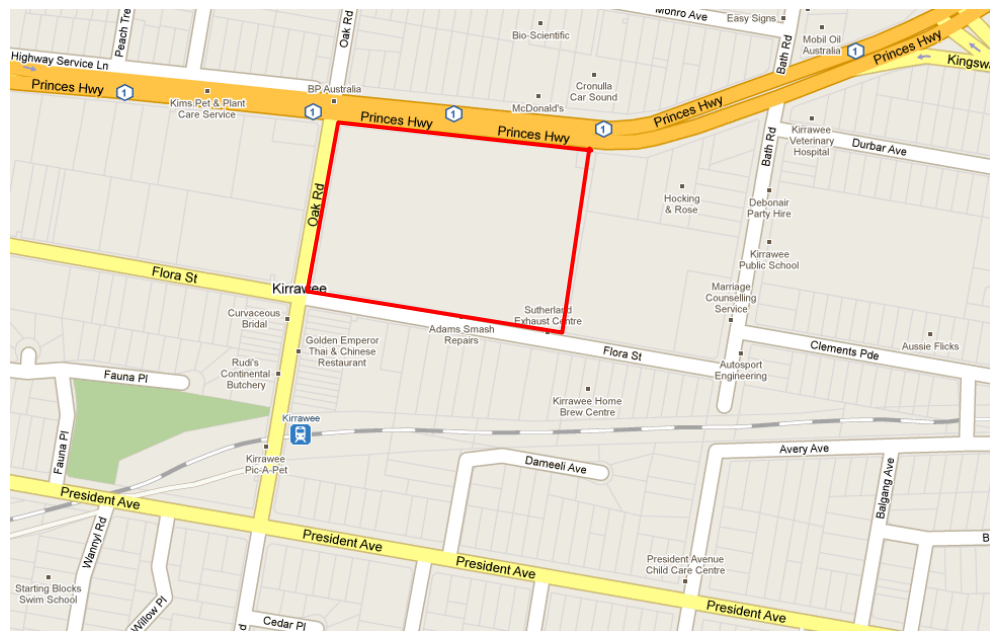 Peach Tre
Oak Rd
Monro Ave
Easy Signs
Bio-Scientific
Bath Rd
Mobil Oil
Australia
1
Princes Hwy
Kingswa
Highway Service Ln
Princes Hwy
1
BP Australia
Kims Pet & Plant
Care Service
1
Princes Hwy
1
McDonald's
Princes Hwy
Cronulla
Car Sound
1
Princes Hwy
Kirrawee
Veterinary
Hospital
Durbar Ave
Bath Rd
Oak Rd
Hocking
& Rose
Debonair
Party Hire
Kirrawee
Public School
Flora St
Kirrawee
Marriage
Counselling
Service
Curvaceous
Bridal
Sutherland
Exhaust Centre
Adams Smash
Repairs
Golden Emperor
Thai & Chinese
Restaurant
Flora St
Clements Pde
Aussie Flicks
Autosport
Engineering
Rudi's
Continental
Butchery
Fauna Pl
Kirrawee Home
Brew Centre
Kirrawee
Fauna Pl
Kirrawee
Pic-A-Pet
Dameeli Ave
Avery Ave
Balgang Ave
President Ave
Wannyl Rd
President Ave
President Ave
B
President Avenue
Child Care Centre
Starting Blocks
Swim School
Willow Pl
d
Cedar Pl
President Ave